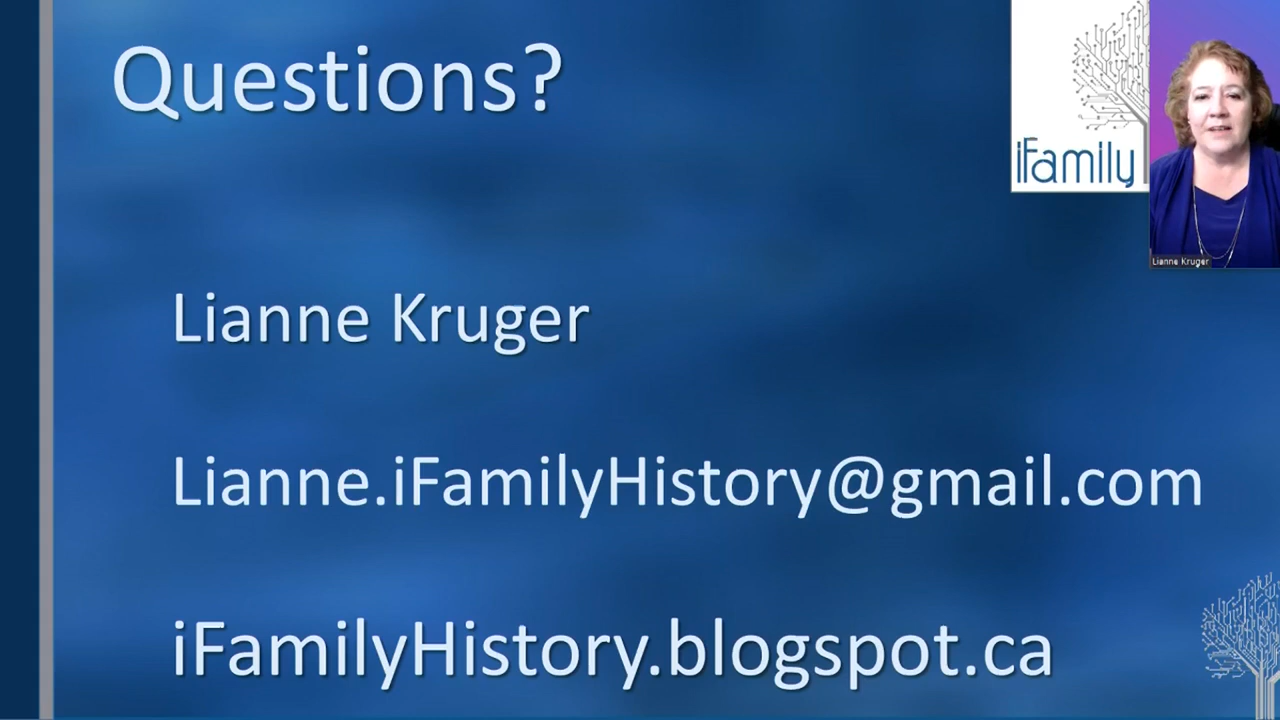 Questions?
iFamily
Lianne Kruger
Lianne Kruger
Lianne.iFamilyHistory@gmail.com
iFamilyHistory.blogspot.ca